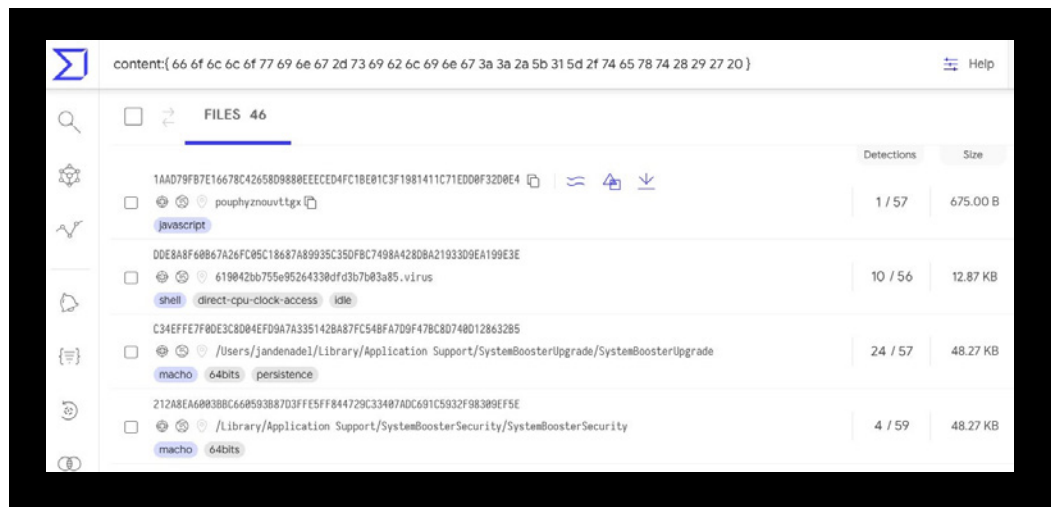 content:{ 66 6f 6c 6c 6f 77 69 6e 67 2d 73 69 62 6c 69 6e 67 3a 3a 2a 5b 31 5d 2f 74 65 78 74 28 29 27 20 }
Help
FILES 46
Detections Size
1AAD79FB7E16678C42658D9880EEECED4FC1BE01C3F1981411C71EDD0F32D0E4
pouphyznouvttgx
1 / 57 675.00 B
javascript
DDE8A8F60B67A26FC05C18687A89935C35DFBC7498A428DBA21933D9EA199E3E
619042bb755e95264330dfd3b7b03a85.virus
10 / 56 12.87 KB
shell direct-cpu-clock-access idle
C34EFFE7F0DE3C8D04EFD9A7A335142BA87FC54BFA7D9F47BC8D740D12863285
/Users/jandenadel/Library/Application Support/SystemBoosterUpgrade/SystemBoosterUpgrade
24 / 57 48.27 KB
macho 64bits persistence
212A8EA6003BBC660593B87D3FFE5FF844729C33407ADC691C5932F98309EF5E
/Library/Application Support/SystemBoosterSecurity/SystemBoosterSecurity
4 / 59 48.27 KB
macho 64bits